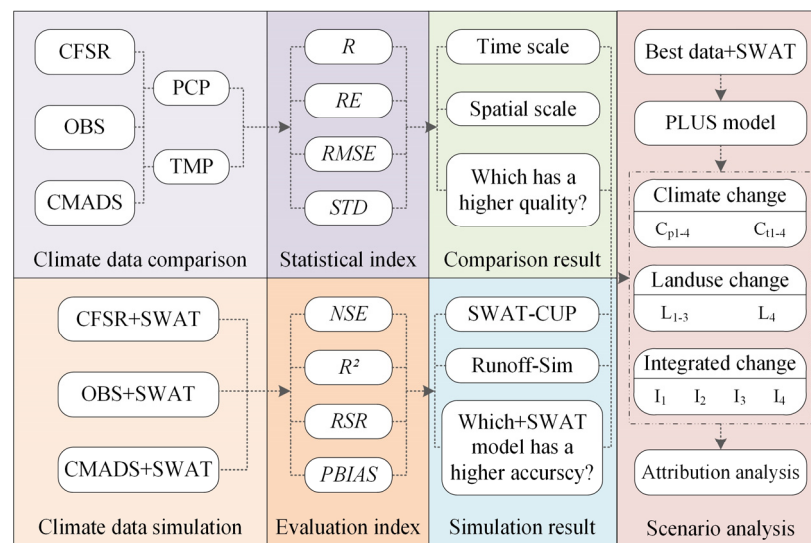 CFSR
OBS
CMADS
PCP
TMP
Climate data comparison
R
RE
RMSE
STD
Statistical index
Time scale
Spatial scale
Which has a
higher quality?
Comparison result
CFSR+SWAT
OBS+SWAT
CMADS+SWAT
Climate data simulation
NSE
R²
RSR
PBIAS
Evaluation index
SWAT-CUP
Runoff-Sim
Which+SWAT
model has a
higher accurscy?
Simulation result
Best data+SWAT
PLUS model
Climate change
Cp1-4 Ct1-4
Landuse change
L1-3 L4
Integrated change
I1 I2 I3 I4
Attribution analysis
Scenario analysis